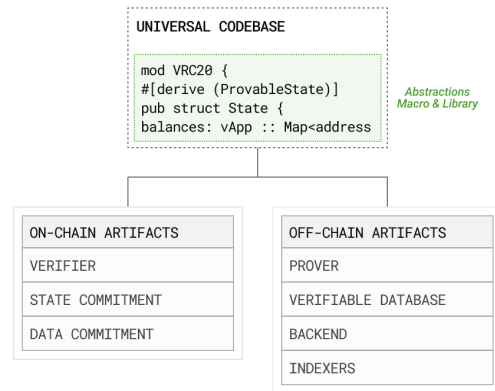 UNIVERSAL CODEBASE
mod VRC20 {
#[derive (ProvableState)]
pub struct State {
balances: vApp :: Map<address
Abstractions
Macro & Library
ON-CHAIN ARTIFACTS
VERIFIER
STATE COMMITMENT
DATA COMMITMENT
OFF-CHAIN ARTIFACTS
PROVER
VERIFIABLE DATABASE
BACKEND
INDEXERS